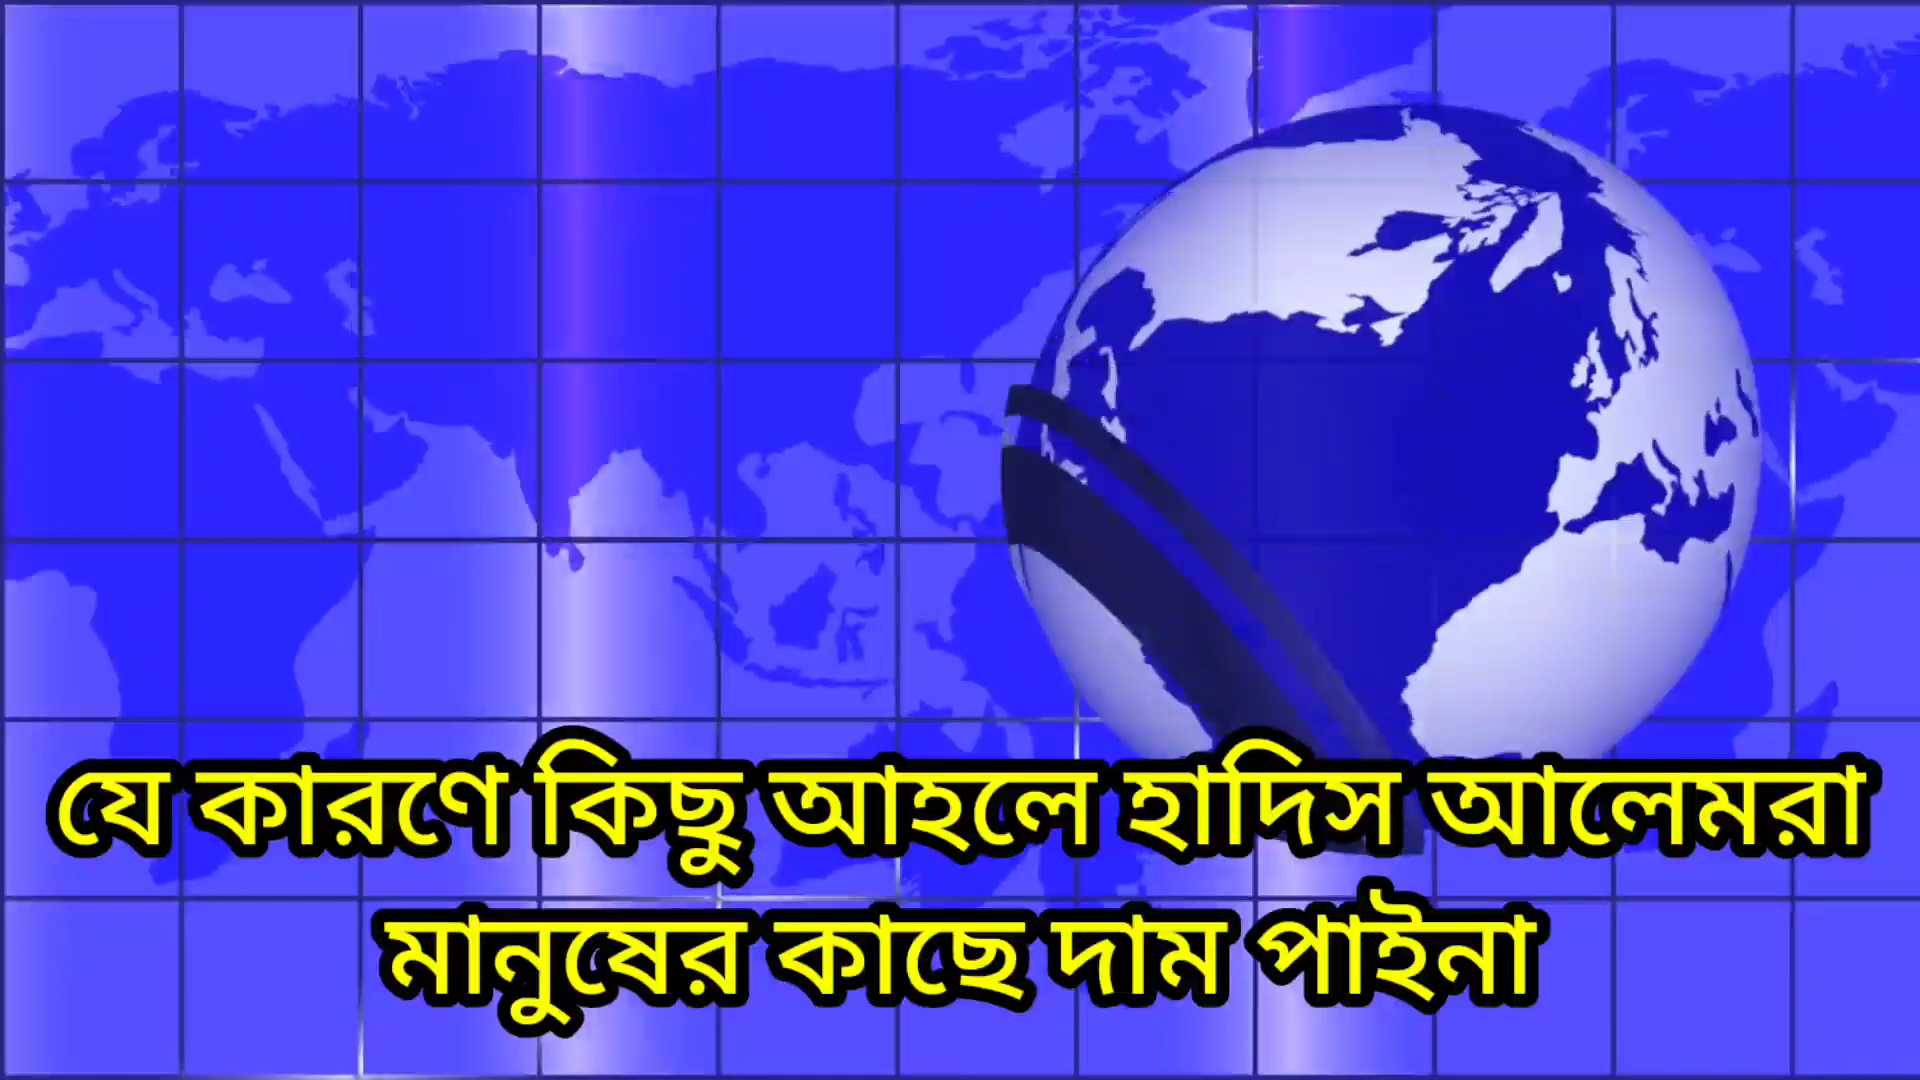 যে কারণে কিছু আহলে হাদিস আলেমরা
মানুষের কাছে দাম পাইনা